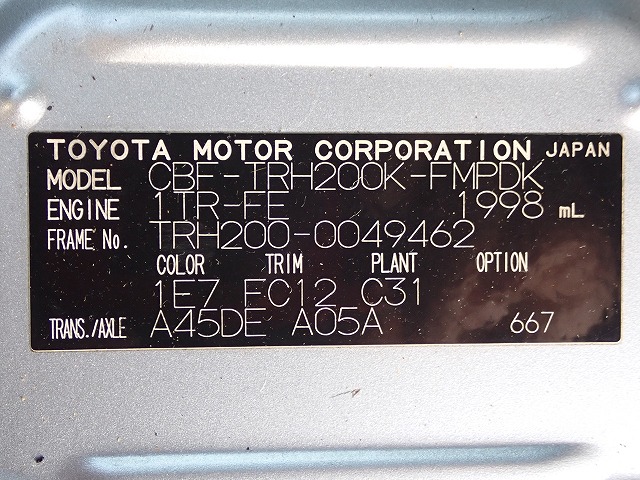 TOYOTA MOTOR CORPORATION JAPAN
MODEL CBF-TRH200K-FMPDK
ENGINE 1TR-FE 1998 mL
FRAME No. TRH200-0049462
COLOR TRIM PLANT OPTION
1E7 FC12 C31
TRANS./AXLE A45DE A05A 667